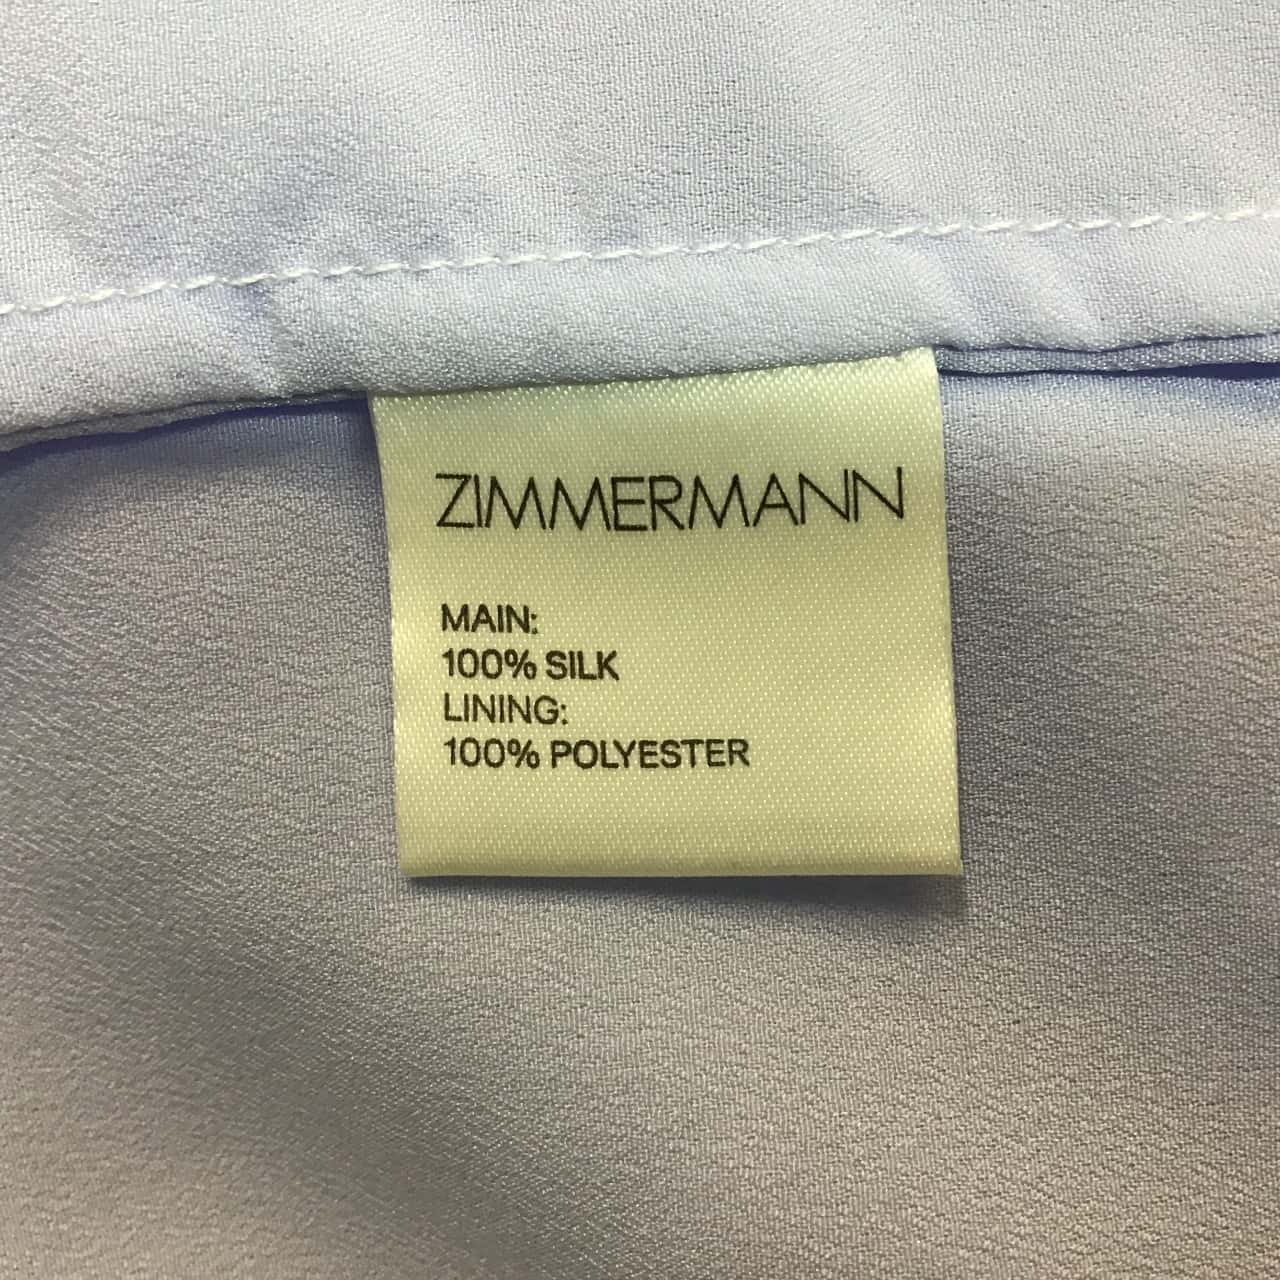 ZIMMERMANN
MAIN:
100% SILK
LINING:
100% POLYESTER